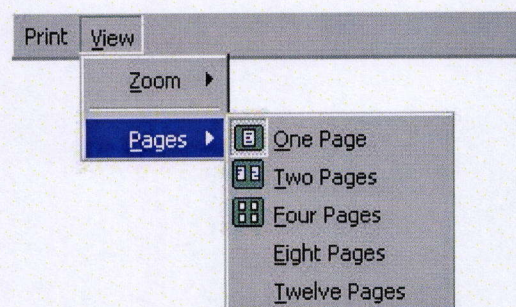 Print View
Zoom
Pages
One Page
Two Pages
Four Pages
Eight Pages
Twelve Pages